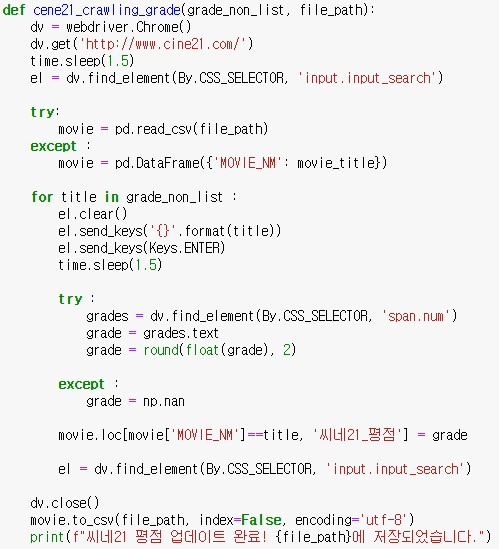 def cene21_crawling_grade(grade_non_list, file_path):
    dv = webdriver.Chrome()
    dv.get('http://www.cine21.com/')
    time.sleep(1.5)
    el = dv.find_element(By.CSS_SELECTOR, 'input.input_search')

    try:
        movie = pd.read_csv(file_path)
    except :
        movie = pd.DataFrame({'MOVIE_NM': movie_title})

    for title in grade_non_list :
        el.clear()
        el.send_keys('{}'.format(title))
        el.send_keys(Keys.ENTER)
        time.sleep(1.5)

        try :
            grades = dv.find_element(By.CSS_SELECTOR, 'span.num')
            grade = grades.text
            grade = round(float(grade), 2)

        except :
            grade = np.nan

        movie.loc[movie['MOVIE_NM']==title, '씨네21_평점'] = grade

        el = dv.find_element(By.CSS_SELECTOR, 'input.input_search')

    dv.close()
    movie.to_csv(file_path, index=False, encoding='utf-8')
    print(f"씨네21 평점 업데이트 완료! {file_path}에 저장되었습니다.")